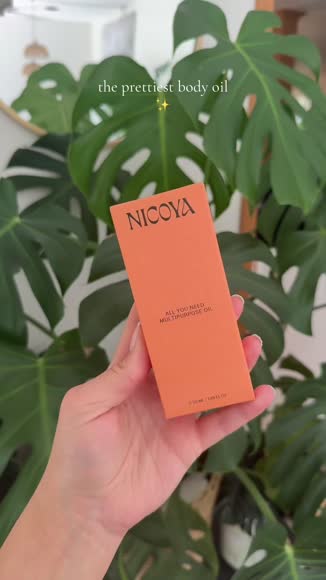 the prettiest body oil
✨
NICOYA
ALL YOU NEED
MULTIPURPOSE OIL